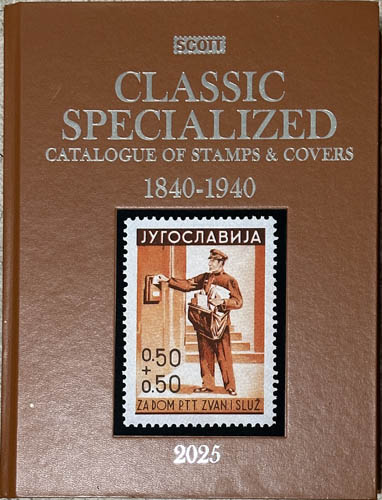 SCOTT
CLASSIC
SPECIALIZED
CATALOGUE OF STAMPS & COVERS
1840-1940
ЈУГОСЛАВИЈА
0.50
+
0.50
ZA DOM P.T.T. ZVAN. I SLUŽ.
2025